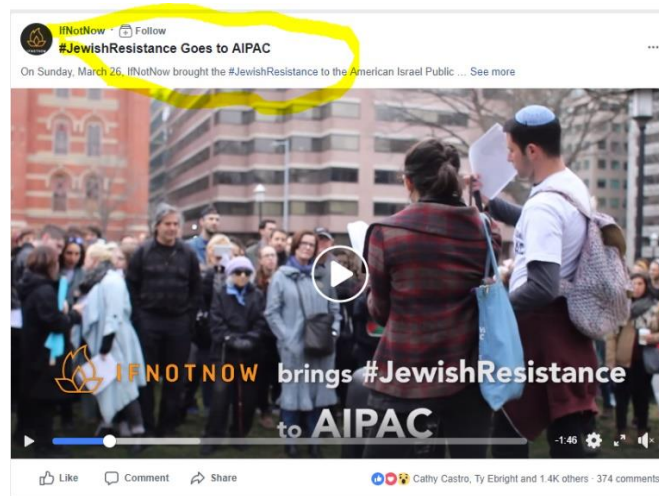 IfNotNow · Follow
#JewishResistance Goes to AIPAC
On Sunday, March 26, IfNotNow brought the #JewishResistance to the American Israel Public ... See more
IFNOTNOW brings #JewishResistance
to AIPAC
-1:46
Like Comment Share Cathy Castro, Ty Ebright and 1.4K others · 374 comments